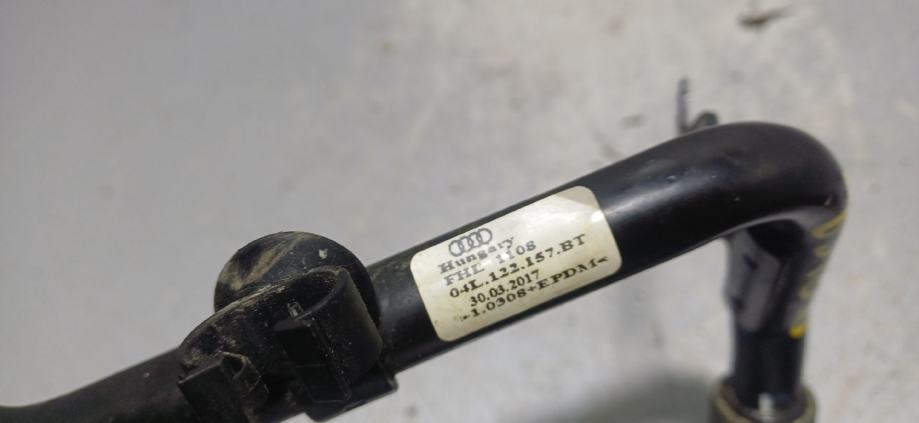 Hungary
FHL 1108
04L.122.157.BT
30.03.2017
>1.0308+EPDM<